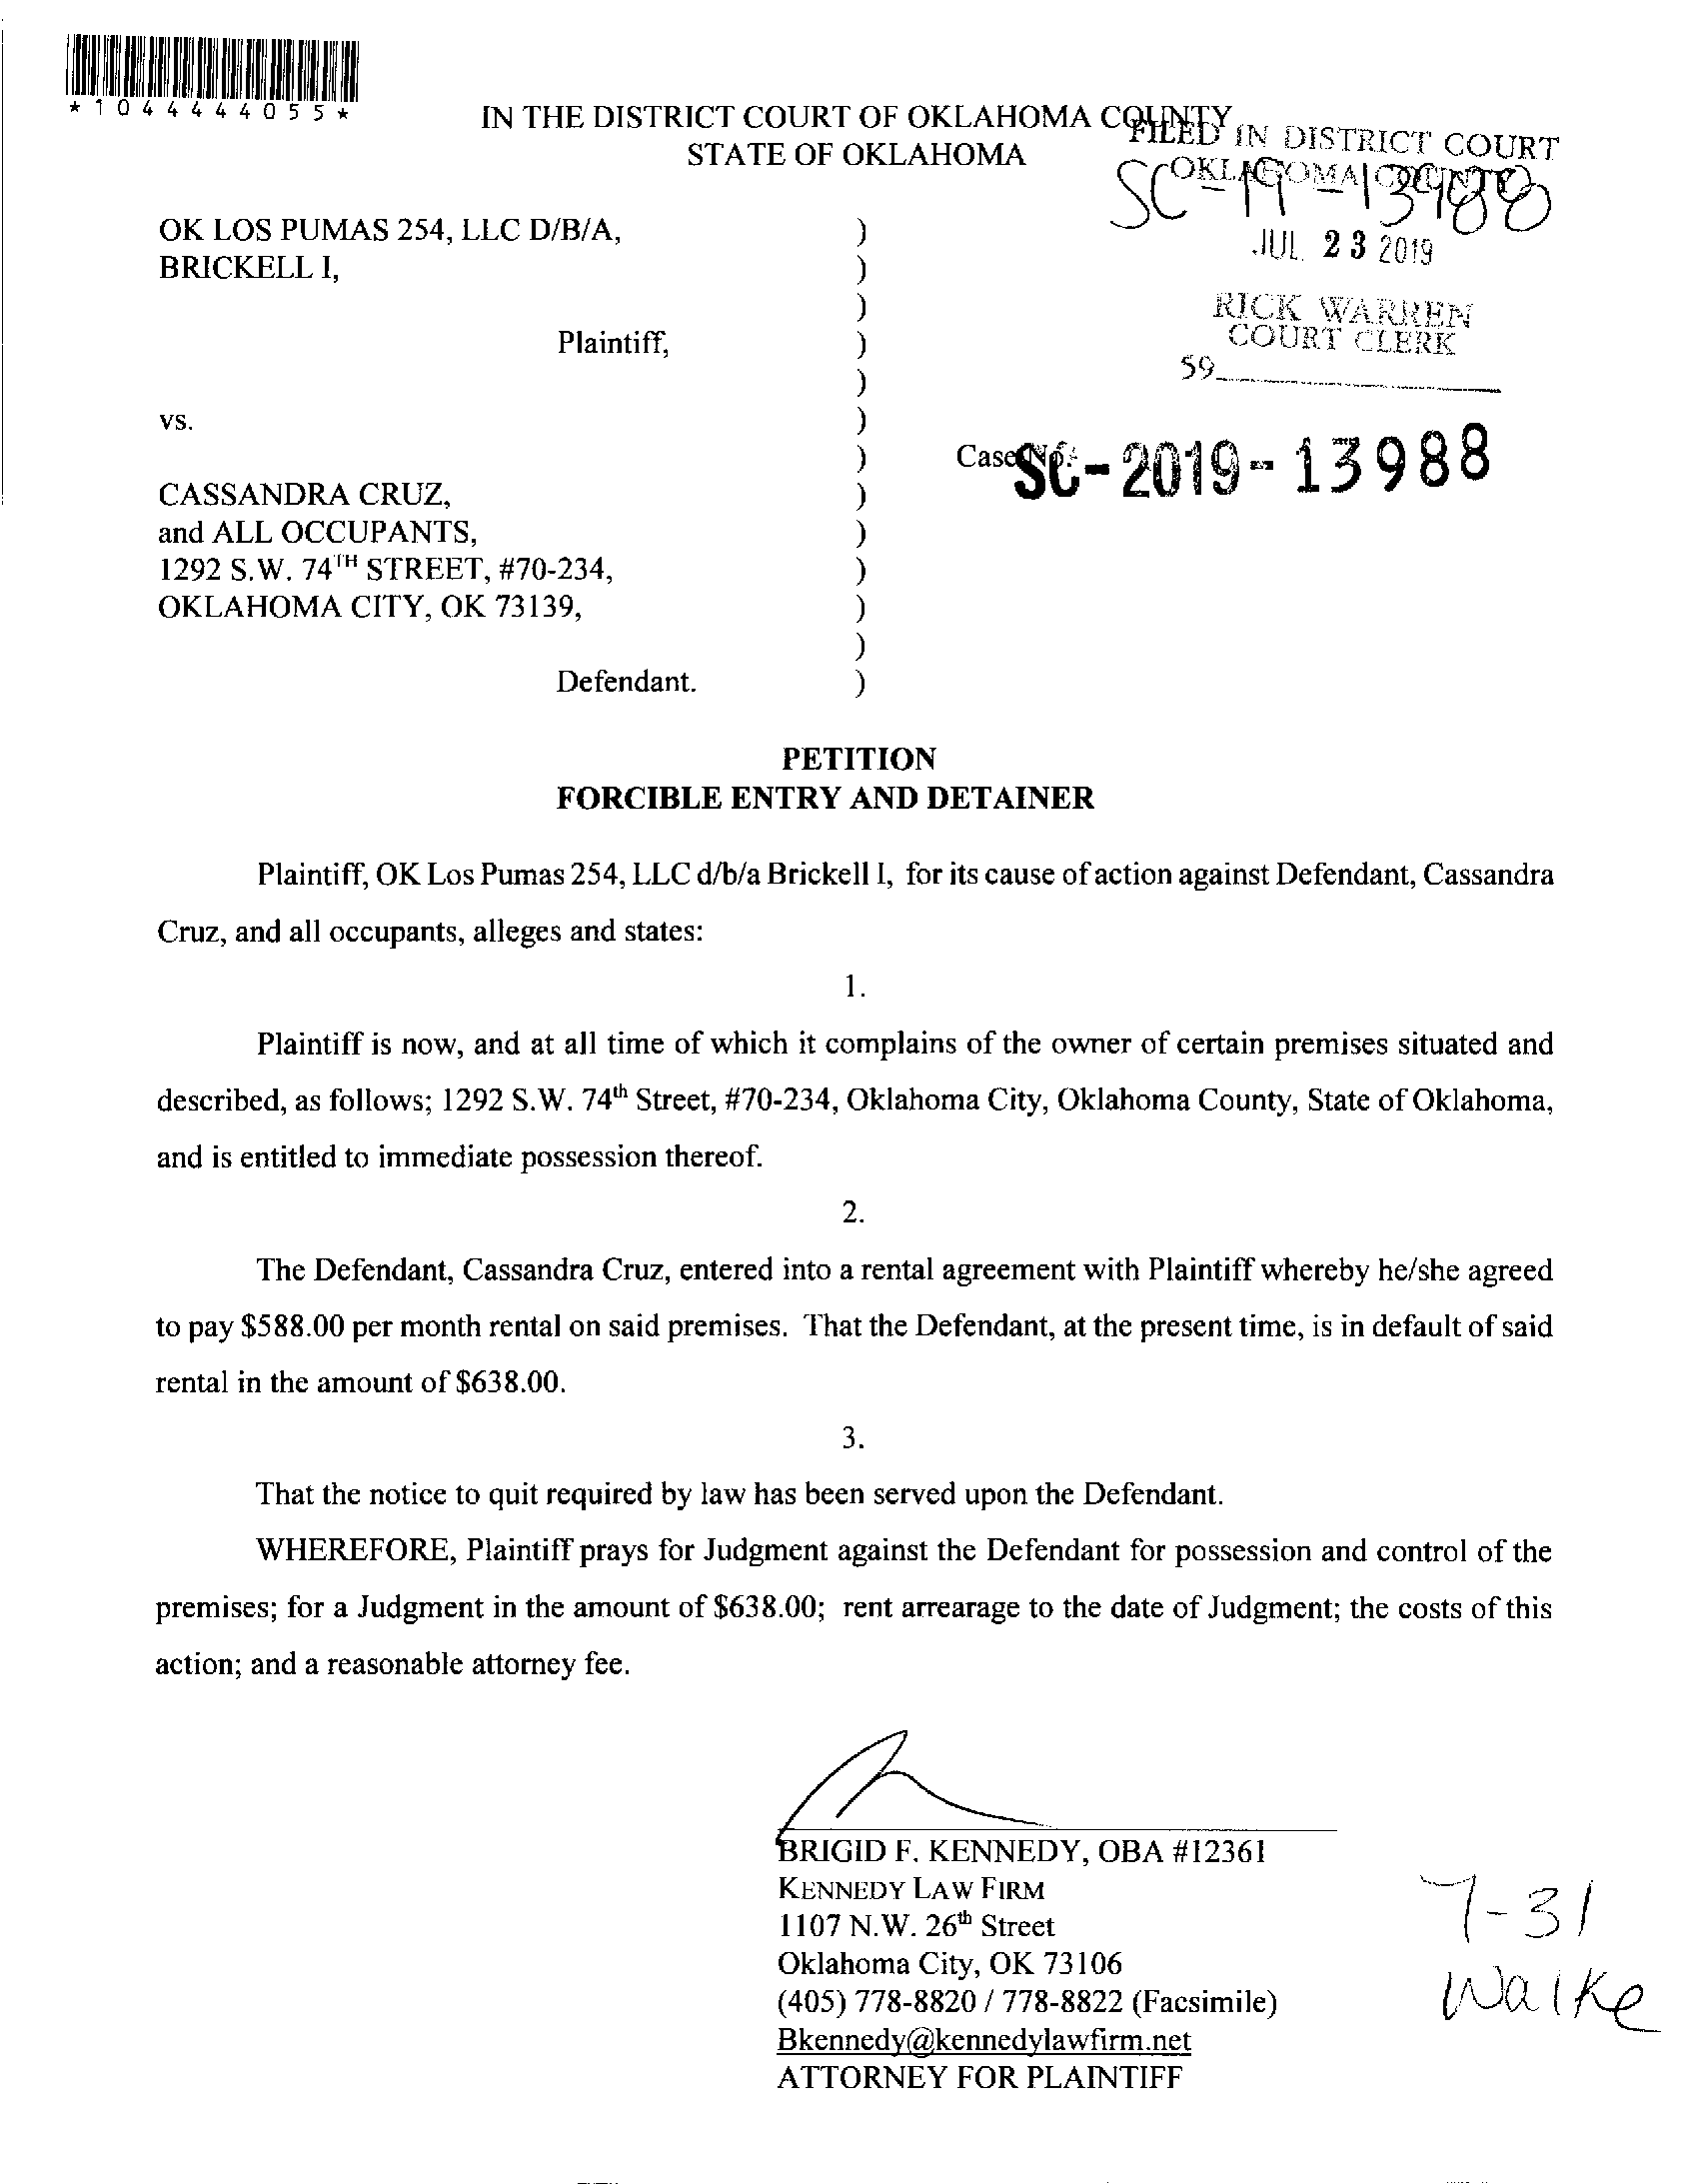 *1044444055*
IN THE DISTRICT COURT OF OKLAHOMA COUNTY
STATE OF OKLAHOMA
FILED IN DISTRICT COURT
OKLAHOMA COUNTY
SC-19-13988
JUL 23 2019
RICK WARREN
COURT CLERK
59
OK LOS PUMAS 254, LLC D/B/A, )
BRICKELL I, )
)
Plaintiff, )
)
vs. )
) Case No.: SC-2019-13988
CASSANDRA CRUZ, )
and ALL OCCUPANTS, )
1292 S.W. 74TH STREET, #70-234, )
OKLAHOMA CITY, OK 73139, )
)
Defendant. )
PETITION
FORCIBLE ENTRY AND DETAINER
Plaintiff, OK Los Pumas 254, LLC d/b/a Brickell I, for its cause of action against Defendant, Cassandra
Cruz, and all occupants, alleges and states:
1.
Plaintiff is now, and at all time of which it complains of the owner of certain premises situated and
described, as follows; 1292 S.W. 74th Street, #70-234, Oklahoma City, Oklahoma County, State of Oklahoma,
and is entitled to immediate possession thereof.
2.
The Defendant, Cassandra Cruz, entered into a rental agreement with Plaintiff whereby he/she agreed
to pay $588.00 per month rental on said premises. That the Defendant, at the present time, is in default of said
rental in the amount of $638.00.
3.
That the notice to quit required by law has been served upon the Defendant.
WHEREFORE, Plaintiff prays for Judgment against the Defendant for possession and control of the
premises; for a Judgment in the amount of $638.00; rent arrearage to the date of Judgment; the costs of this
action; and a reasonable attorney fee.
BRIGID F. KENNEDY, OBA #12361
KENNEDY LAW FIRM
1107 N.W. 26th Street
Oklahoma City, OK 73106
(405) 778-8820 / 778-8822 (Facsimile)
Bkennedy@kennedylawfirm.net
ATTORNEY FOR PLAINTIFF
7-31
Walke